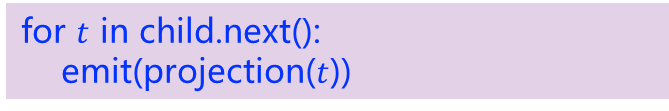 for t in child.next():
emit(projection(t))